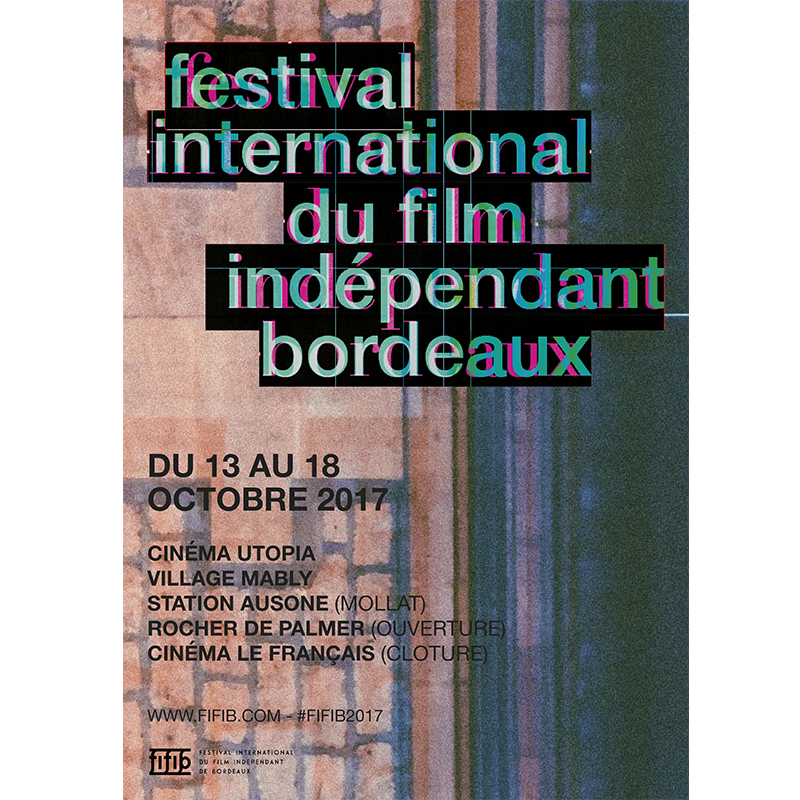 festival
international
du film
indépendant
bordeaux
DU 13 AU 18
OCTOBRE 2017
CINÉMA UTOPIA
VILLAGE MABLY
STATION AUSONE (MOLLAT)
ROCHER DE PALMER (OUVERTURE)
CINÉMA LE FRANÇAIS (CLOTURE)
WWW.FIFIB.COM - #FIFIB2017
fifib
FESTIVAL INTERNATIONAL
DU FILM INDEPENDANT
DE BORDEAUX